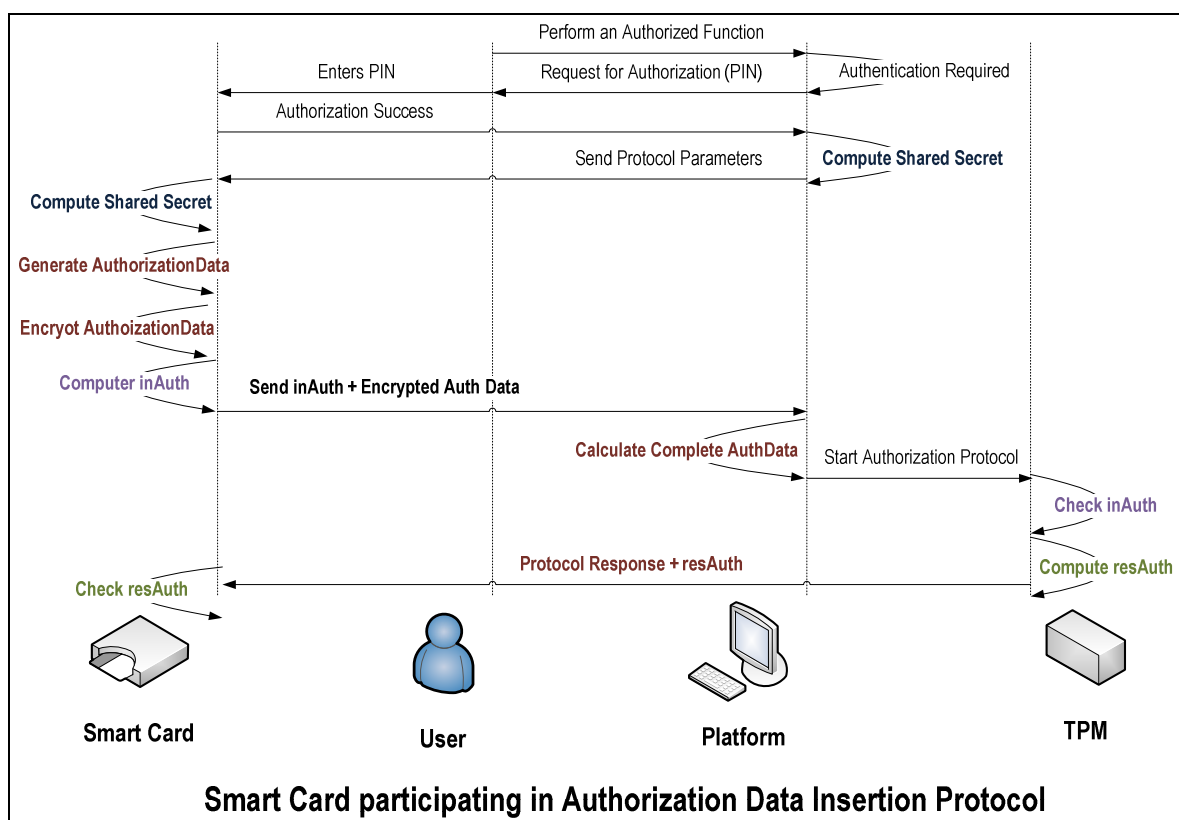 Perform an Authorized Function
Enters PIN
Request for Authorization (PIN)
Authentication Required
Authorization Success
Send Protocol Parameters
Compute Shared Secret
Compute Shared Secret
Generate AuthorizationData
Encryot AuthoizationData
Computer inAuth
Send inAuth + Encrypted Auth Data
Calculate Complete AuthData
Start Authorization Protocol
Check inAuth
Protocol Response + resAuth
Compute resAuth
Check resAuth
Smart Card
User
Platform
TPM
Smart Card participating in Authorization Data Insertion Protocol